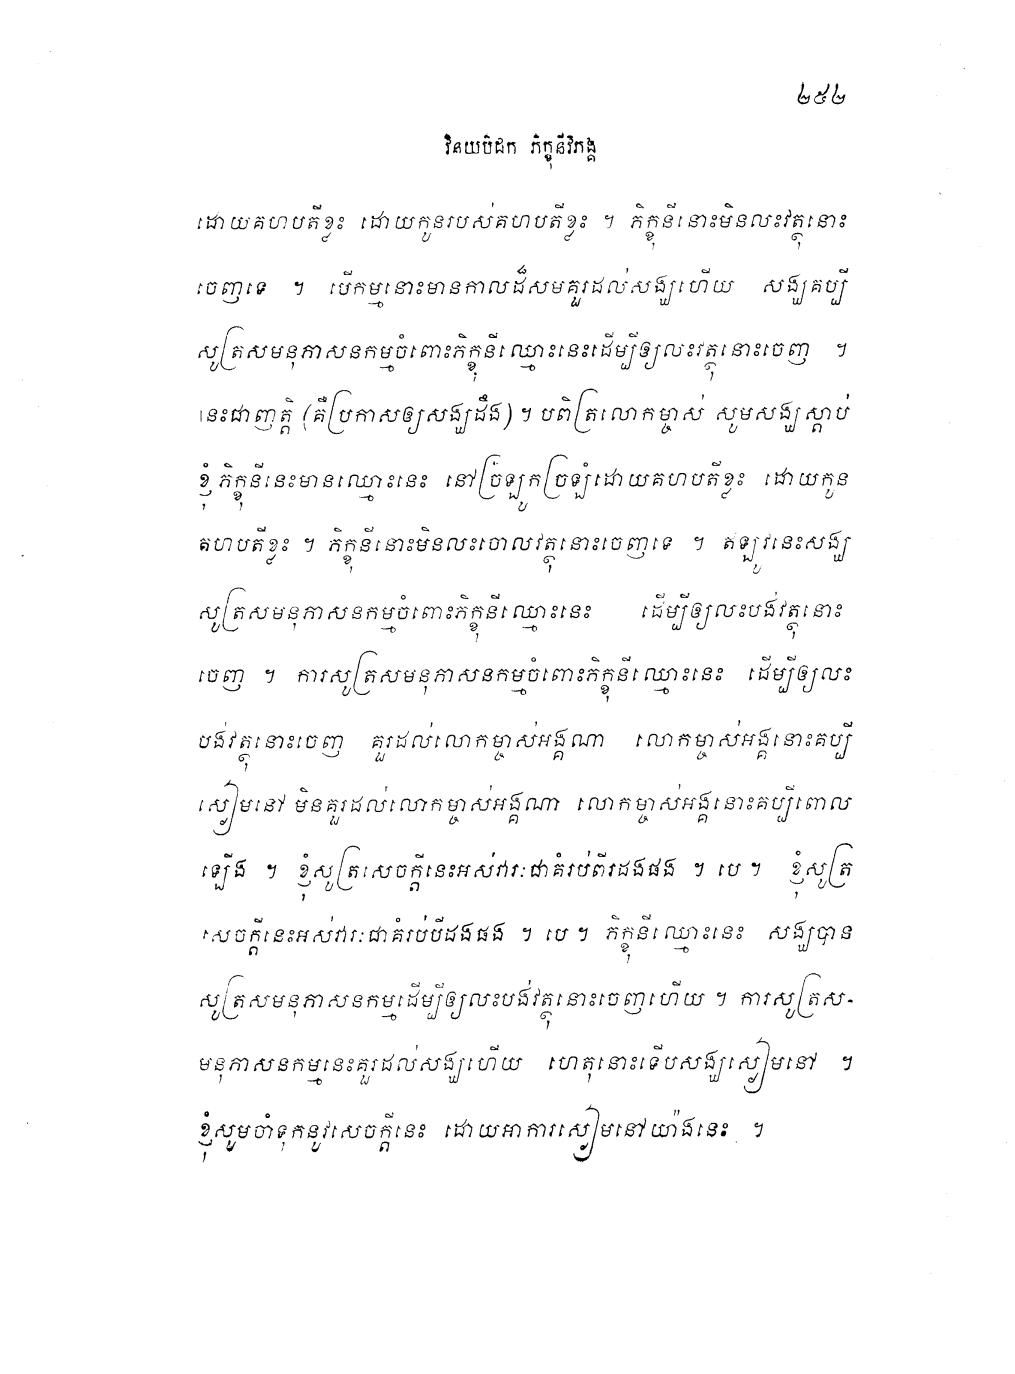 ២៥២
វិនយបិដក ភិក្ខុនីវិភង្គ
ដោយគហបតីខ្លះ ដោយកូនរបស់គហបតីខ្លះ ។ ភិក្ខុនីនោះមិនលះវត្ថុនោះ
ចេញទេ ។ បើកម្មនោះមានកាលដ៏សមគួរដល់សង្ឃហើយ សង្ឃគប្បី
សូត្រសមនុភាសនកម្មចំពោះភិក្ខុនីឈ្មោះនេះដើម្បីឲ្យលះវត្ថុនោះចេញ ។
នេះជាញត្តិ (គឺប្រកាសឲ្យសង្ឃដឹង) ។ បពិត្រលោកម្ចាស់ សូមសង្ឃស្តាប់
ខ្ញុំ ភិក្ខុនីនេះមានឈ្មោះនេះ នៅច្រឡូកច្រឡំដោយគហបតីខ្លះ ដោយកូន
គហបតីខ្លះ ។ ភិក្ខុនីនោះមិនលះចោលវត្ថុនោះចេញទេ ។ ឥឡូវនេះសង្ឃ
សូត្រសមនុភាសនកម្មចំពោះភិក្ខុនីឈ្មោះនេះ ដើម្បីឲ្យលះបង់វត្ថុនោះ
ចេញ ។ ការសូត្រសមនុភាសនកម្មចំពោះភិក្ខុនីឈ្មោះនេះ ដើម្បីឲ្យលះ
បង់វត្ថុនោះចេញ គួរដល់លោកម្ចាស់អង្គណា លោកម្ចាស់អង្គនោះគប្បី
ស្ងៀមនៅ មិនគួរដល់លោកម្ចាស់អង្គណា លោកម្ចាស់អង្គនោះគប្បីពោល
ឡើង ។ ខ្ញុំសូត្រសេចក្តីនេះអស់វារៈជាគំរប់ពីរដងផង ។ បេ ។ ខ្ញុំសូត្រ
សេចក្តីនេះអស់វារៈជាគំរប់បីដងផង ។ បេ ។ ភិក្ខុនីឈ្មោះនេះ សង្ឃបាន
សូត្រសមនុភាសនកម្មដើម្បីឲ្យលះបង់វត្ថុនោះចេញហើយ ។ ការសូត្រស-
មនុភាសនកម្មនេះគួរដល់សង្ឃហើយ ហេតុនោះទើបសង្ឃស្ងៀមនៅ ។
ខ្ញុំសូមចាំទុកនូវសេចក្តីនេះ ដោយអាការស្ងៀមនៅយ៉ាងនេះ ។